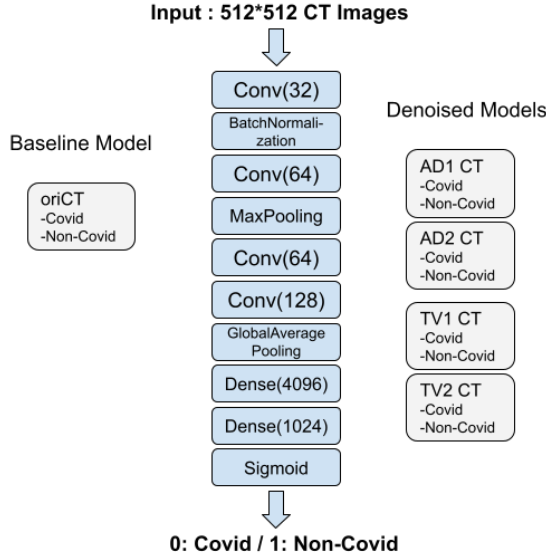 Input : 512*512 CT Images
Baseline Model
oriCT
-Covid
-Non-Covid
Conv(32)
BatchNormali-
zation
Conv(64)
MaxPooling
Conv(64)
Conv(128)
GlobalAverage
Pooling
Dense(4096)
Dense(1024)
Sigmoid
Denoised Models
AD1 CT
-Covid
-Non-Covid
AD2 CT
-Covid
-Non-Covid
TV1 CT
-Covid
-Non-Covid
TV2 CT
-Covid
-Non-Covid
0: Covid / 1: Non-Covid